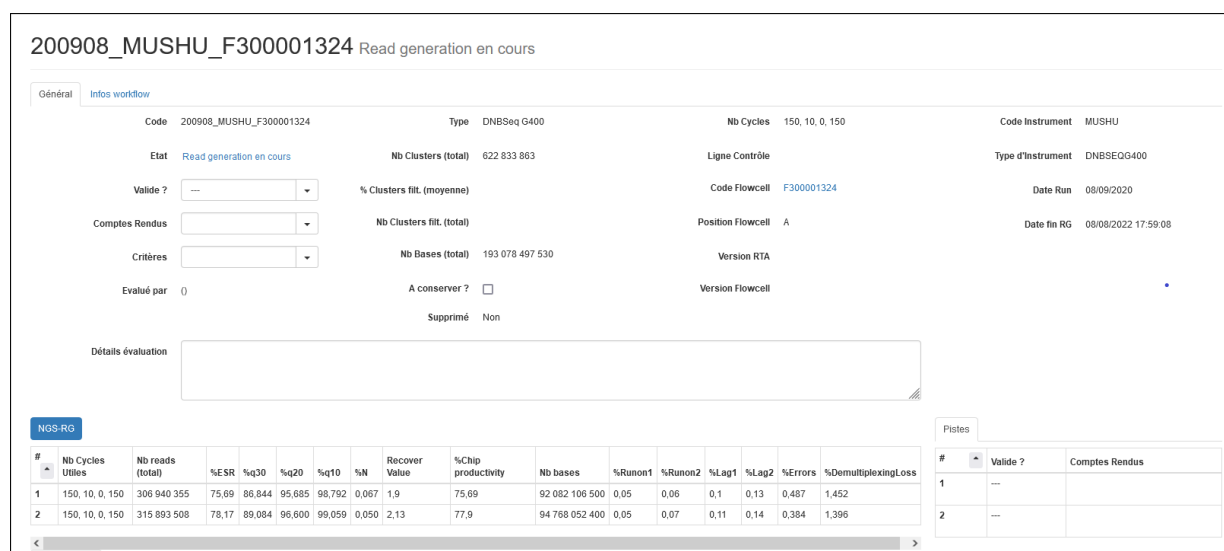 200908_MUSHU_F300001324 Read generation en cours
Général Infos workflow
Code 200908_MUSHU_F300001324 Type DNBSeq G400 Nb Cycles 150, 10, 0, 150 Code Instrument MUSHU
Etat Read generation en cours Nb Clusters (total) 622 833 863 Ligne Contrôle Type d'Instrument DNBSEQG400
Valide ? --- % Clusters filt. (moyenne) Code Flowcell F300001324 Date Run 08/09/2020
Comptes Rendus Nb Clusters filt. (total) Position Flowcell A Date fin RG 08/08/2022 17:59:08
Critères Nb Bases (total) 193 078 497 530 Version RTA
Evalué par () A conserver ? Version Flowcell
Supprimé Non
Détails évaluation
NGS-RG
# Nb Cycles Utiles Nb reads (total) %ESR %q30 %q20 %q10 %N Recover Value %Chip productivity Nb bases %Runon1 %Runon2 %Lag1 %Lag2 %Errors %DemultiplexingLoss
1 150, 10, 0, 150 306 940 355 75,69 86,844 95,685 98,792 0,067 1,9 75,69 92 082 106 500 0,05 0,06 0,1 0,13 0,487 1,452
2 150, 10, 0, 150 315 893 508 78,17 89,084 96,600 99,059 0,050 2,13 77,9 94 768 052 400 0,05 0,07 0,11 0,14 0,384 1,396
Pistes
# Valide ? Comptes Rendus
1 ---
2 ---